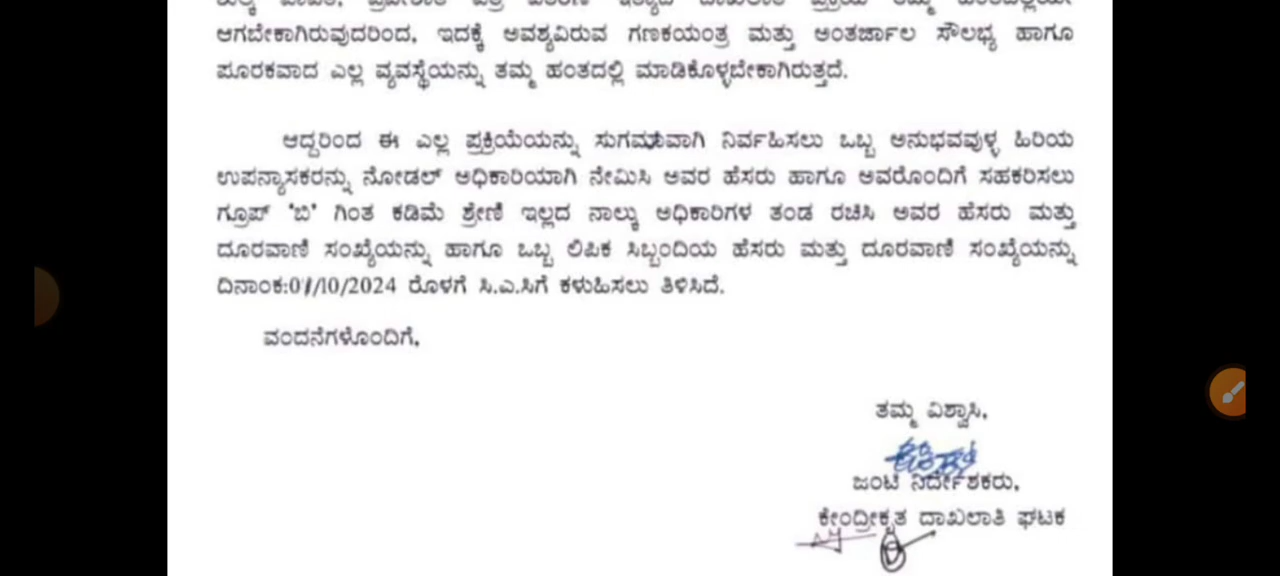 ಆಗಬೇಕಾಗಿರುವುದರಿಂದ, ಇದಕ್ಕೆ ಅವಶ್ಯವಿರುವ ಗಣಕಯಂತ್ರ ಮತ್ತು ಅಂತರ್ಜಾಲ ಸೌಲಭ್ಯ ಹಾಗೂ
ಪೂರಕವಾದ ಎಲ್ಲ ವ್ಯವಸ್ಥೆಯನ್ನು ತಮ್ಮ ಹಂತದಲ್ಲಿ ಮಾಡಿಕೊಳ್ಳಬೇಕಾಗಿರುತ್ತದೆ.
ಆದ್ದರಿಂದ ಈ ಎಲ್ಲ ಪ್ರಕ್ರಿಯೆಯನ್ನು ಸುಗಮವಾಗಿ ನಿರ್ವಹಿಸಲು ಒಬ್ಬ ಅನುಭವವುಳ್ಳ ಹಿರಿಯ
ಉಪನ್ಯಾಸಕರನ್ನು ನೋಡಲ್ ಅಧಿಕಾರಿಯಾಗಿ ನೇಮಿಸಿ ಅವರ ಹೆಸರು ಹಾಗೂ ಅವರೊಂದಿಗೆ ಸಹಕರಿಸಲು
ಗ್ರೂಪ್ 'ಬಿ' ಗಿಂತ ಕಡಿಮೆ ಶ್ರೇಣಿ ಇಲ್ಲದ ನಾಲ್ಕು ಅಧಿಕಾರಿಗಳ ತಂಡ ರಚಿಸಿ ಅವರ ಹೆಸರು ಮತ್ತು
ದೂರವಾಣಿ ಸಂಖ್ಯೆಯನ್ನು ಹಾಗೂ ಒಬ್ಬ ಲಿಪಿಕ ಸಿಬ್ಬಂದಿಯ ಹೆಸರು ಮತ್ತು ದೂರವಾಣಿ ಸಂಖ್ಯೆಯನ್ನು
ದಿನಾಂಕ: ರೊಳಗೆ ಸಿ.ಎ.ಸಿಗೆ ಕಳುಹಿಸಲು ತಿಳಿಸಿದೆ.
ವಂದನೆಗಳೊಂದಿಗೆ,
ತಮ್ಮ ವಿಶ್ವಾಸಿ,
ಜಂಟಿ ನಿರ್ದೇಶಕರು,
ಕೇಂದ್ರೀಕೃತ ದಾಖಲಾತಿ ಘಟಕ